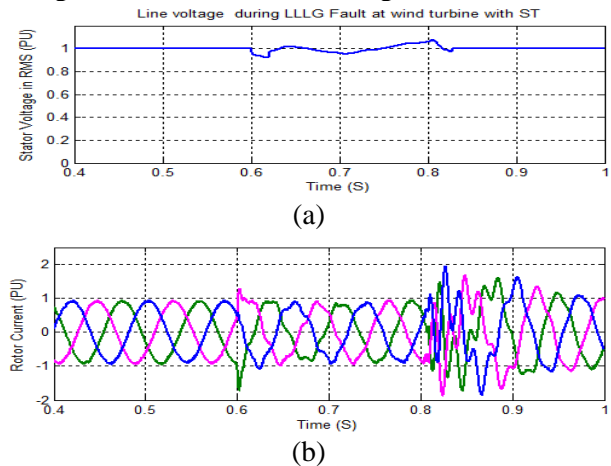 Line voltage during LLLG Fault at wind turbine with ST
Stator Voltage in RMS (PU)
1
0.8
0.6
0.4
0.2
0
0.4 0.5 0.6 0.7 0.8 0.9 1
Time (S)
(a)
Rotor Current (PU)
2
1
0
-1
-2
0.4 0.5 0.6 0.7 0.8 0.9 1
Time (S)
(b)